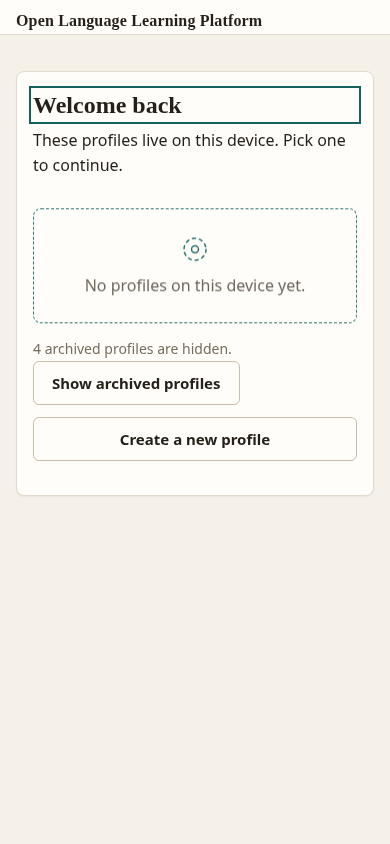 Open Language Learning Platform
Welcome back
These profiles live on this device. Pick one
to continue.
No profiles on this device yet.
4 archived profiles are hidden.
Show archived profiles
Create a new profile